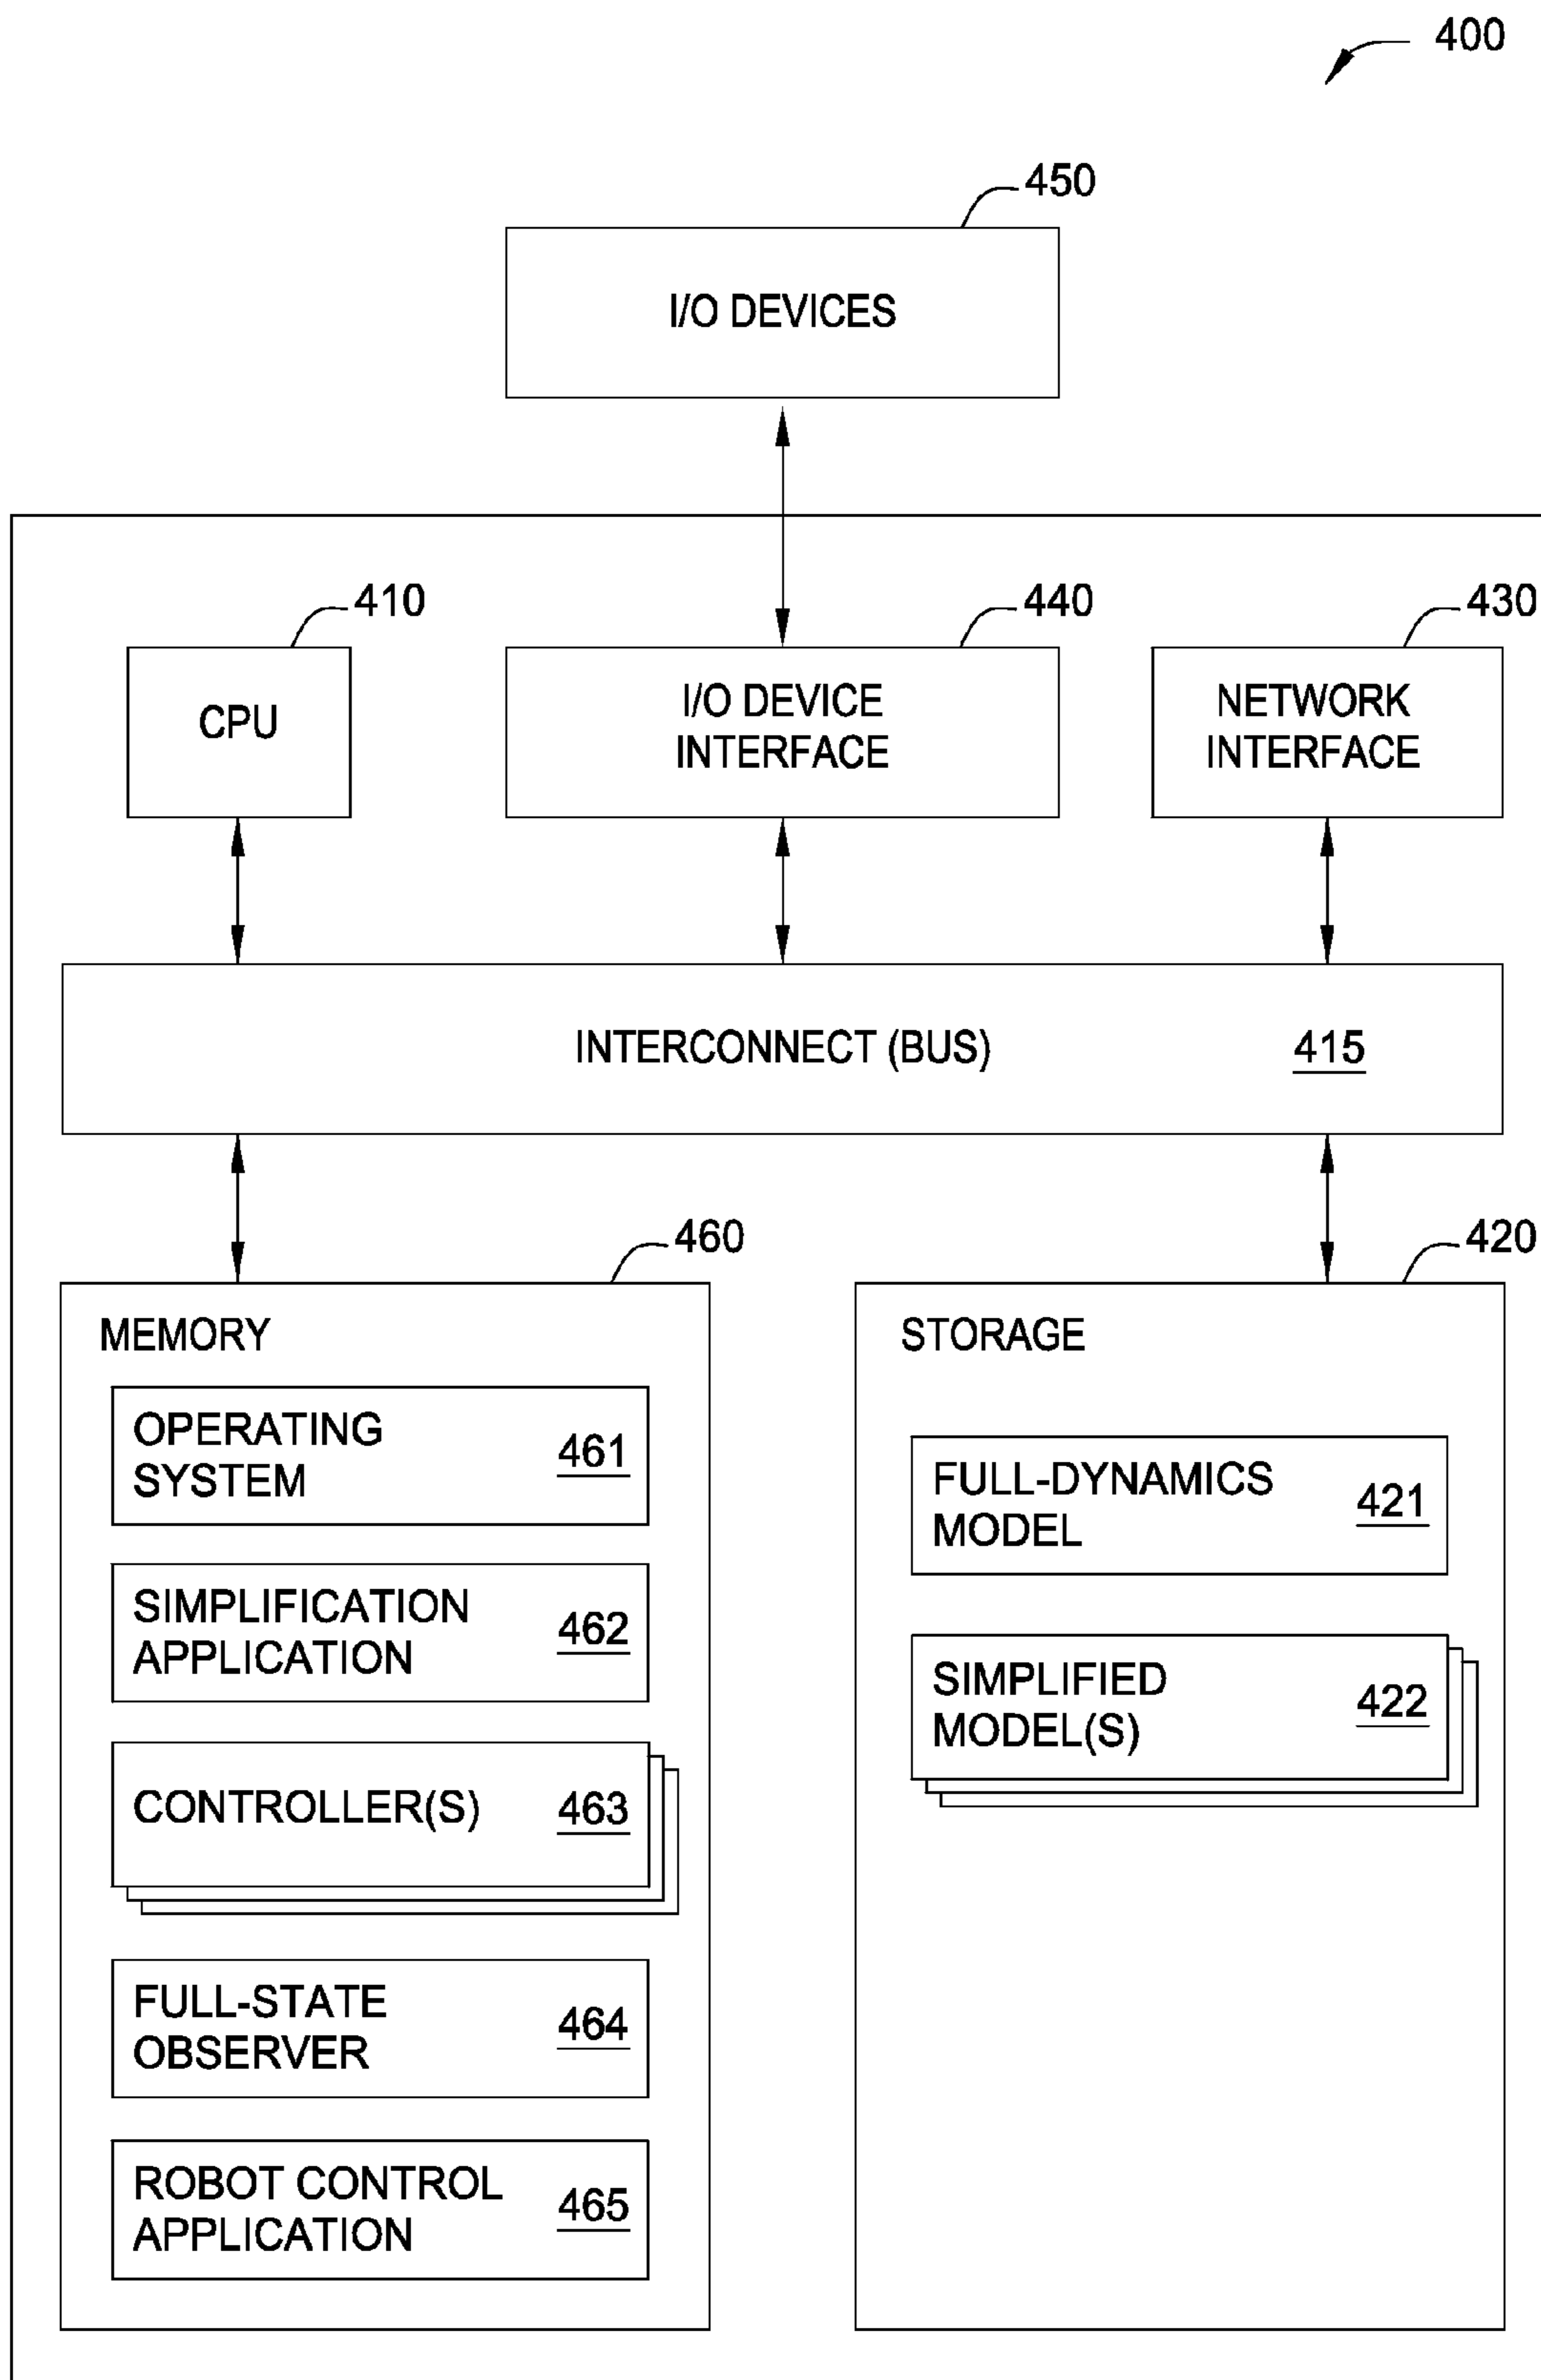 400
450
I/O DEVICES
410
440
430
CPU
I/O DEVICE
INTERFACE
NETWORK
INTERFACE
INTERCONNECT (BUS)
415
460
420
MEMORY
OPERATING
SYSTEM
461
SIMPLIFICATION
APPLICATION
462
CONTROLLER(S)
463
FULL-STATE
OBSERVER
464
ROBOT CONTROL
APPLICATION
465
STORAGE
FULL-DYNAMICS
MODEL
421
SIMPLIFIED
MODEL(S)
422